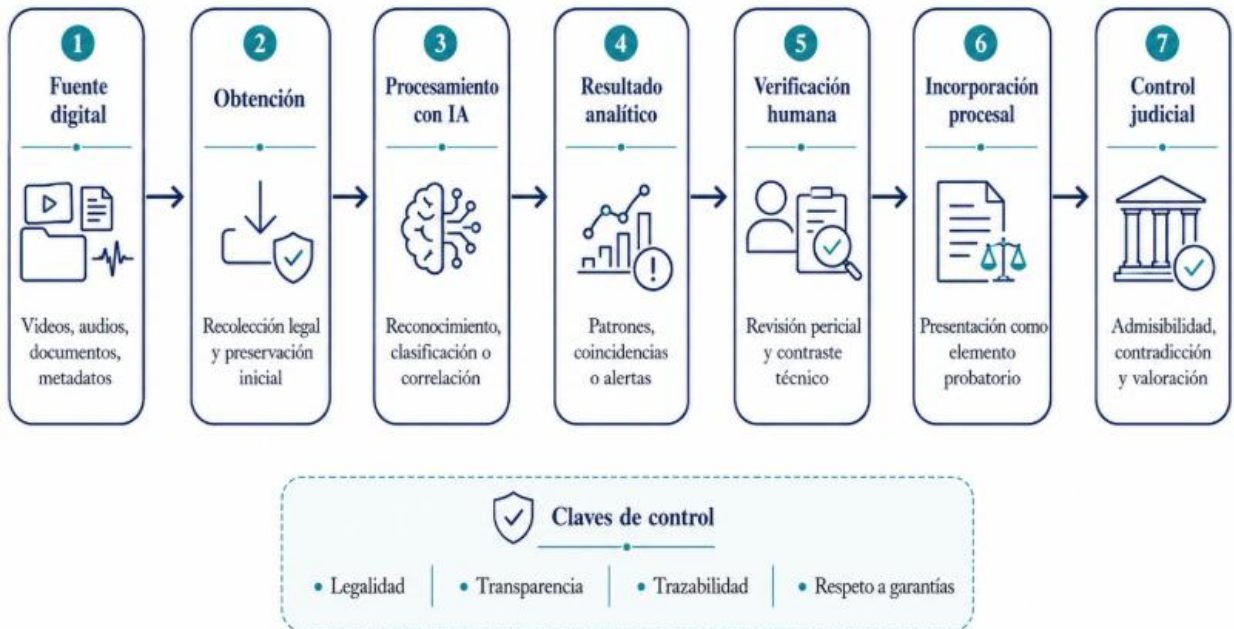 1
Fuente
digital
Videos, audios,
documentos,
metadatos
2
Obtención
Recolección legal
y preservación
inicial
3
Procesamiento
con IA
Reconocimiento,
clasificación o
correlación
4
Resultado
analítico
Patrones,
coincidencias
o alertas
5
Verificación
humana
Revisión pericial
y contraste
técnico
6
Incorporación
procesal
Presentación como
elemento
probatorio
7
Control
judicial
Admisibilidad,
contradicción
y valoración
Claves de control
• Legalidad
• Transparencia
• Trazabilidad
• Respeto a garantías